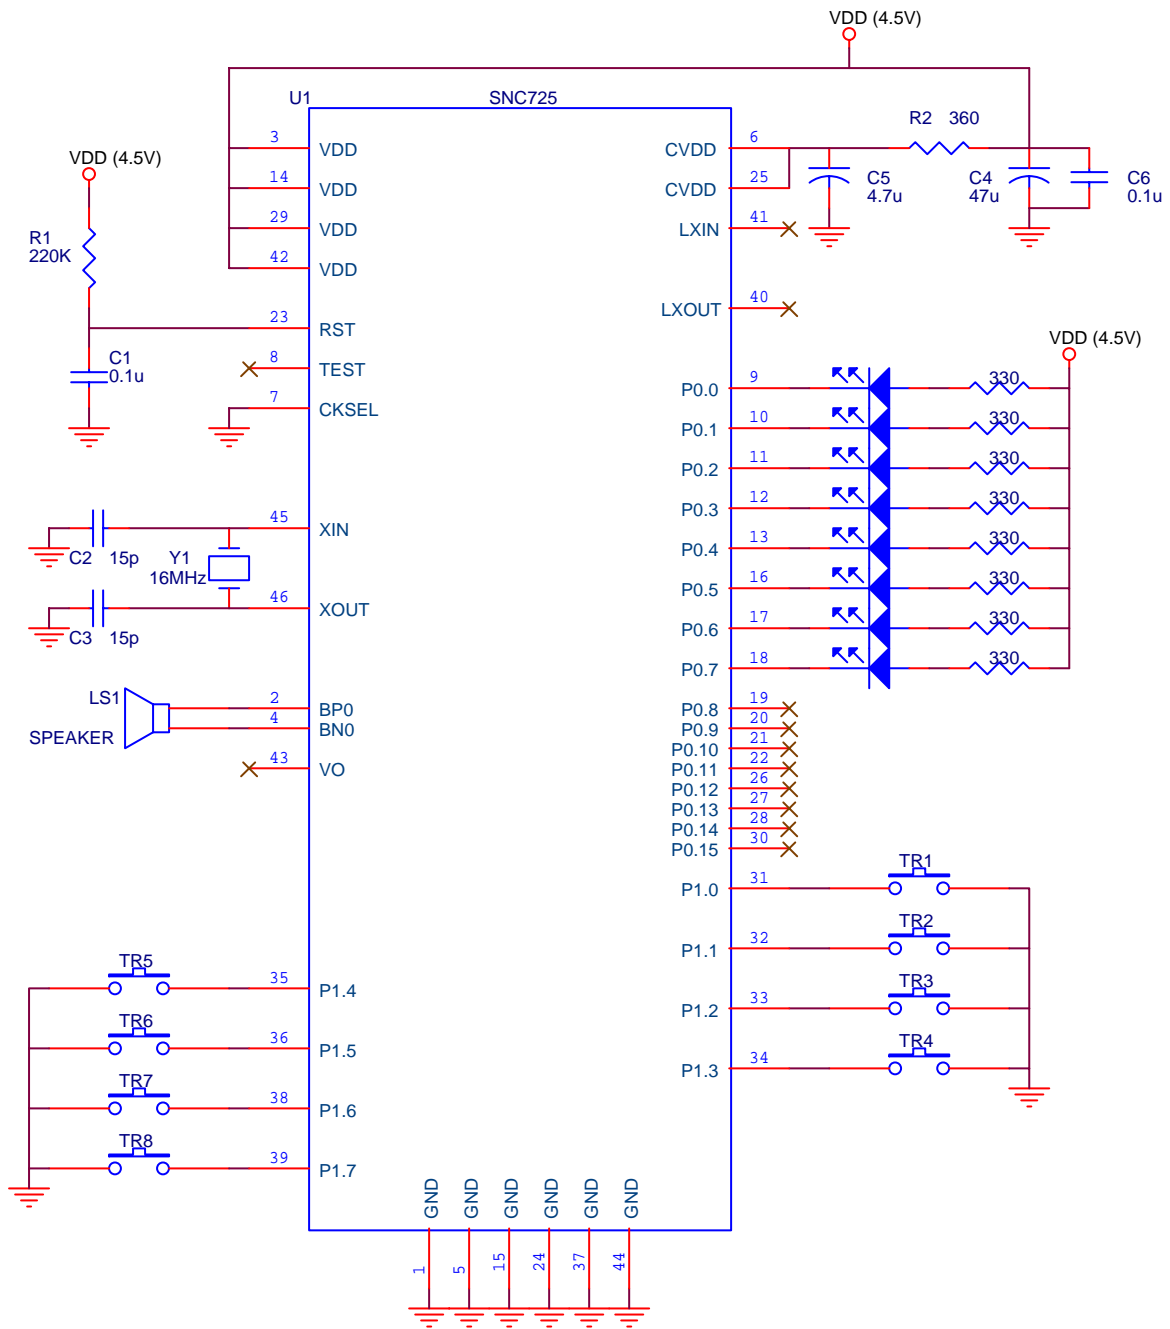 VDD (4.5V)
U1
SNC725
VDD (4.5V)
R1
220K
C1
0.1u
3 VDD
14 VDD
29 VDD
42 VDD
23 RST
8 TEST
7 CKSEL
45 XIN
46 XOUT
C2 15p
Y1
16MHz
C3 15p
LS1
SPEAKER
2 BP0
4 BN0
43 VO
TR5 35 P1.4
TR6 36 P1.5
TR7 38 P1.6
TR8 39 P1.7
CVDD 6
CVDD 25
LXIN 41
LXOUT 40
R2 360
C5
4.7u
C4
47u
C6
0.1u
VDD (4.5V)
P0.0 9 330
P0.1 10 330
P0.2 11 330
P0.3 12 330
P0.4 13 330
P0.5 16 330
P0.6 17 330
P0.7 18 330
P0.8 19
P0.9 20
P0.10 21
P0.11 22
P0.12 26
P0.13 27
P0.14 28
P0.15 30
P1.0 31 TR1
P1.1 32 TR2
P1.2 33 TR3
P1.3 34 TR4
GND GND GND GND GND GND
1 5 15 24 37 44